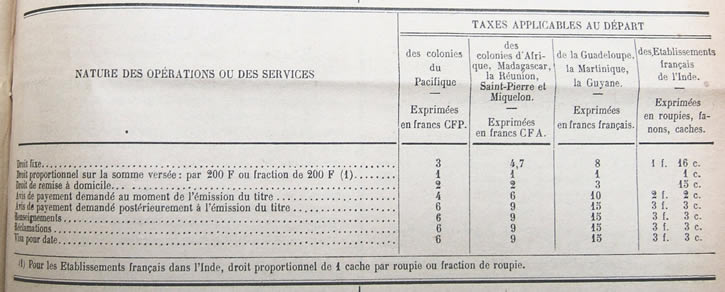 NATURE DES OPÉRATIONS OU DES SERVICES
TAXES APPLICABLES AU DÉPART
des colonies
du
Pacifique
—
Exprimées
en francs CFP.
des
colonies d'Afri-
que, Madagascar,
la Réunion,
Saint-Pierre et
Miquelon.
—
Exprimées
en francs CFA.
de la Guadeloupe,
la Martinique,
la Guyane.
—
Exprimées
en francs français.
des Etablissements
français
de l'Inde.
—
Exprimées
en roupies, fa-
nons, caches.
Droit fixe 3 4,7 8 1 f. 16 c.
Droit proportionnel sur la somme versée : par 200 F ou fraction de 200 F (1) 1 1 1 1 c.
Droit de remise à domicile 2 2 3 15 c.
Avis de payement demandé au moment de l'émission du titre 4 6 10 2 f. 2 c.
Avis de payement demandé postérieurement à l'émission du titre 6 9 15 3 f. 3 c.
Renseignements 6 9 15 3 f. 3 c.
Réclamations 6 9 15 3 f. 3 c.
Visa pour date 6 9 15 3 f. 3 c.
(1) Pour les Etablissements français dans l'Inde, droit proportionnel de 1 cache par roupie ou fraction de roupie.